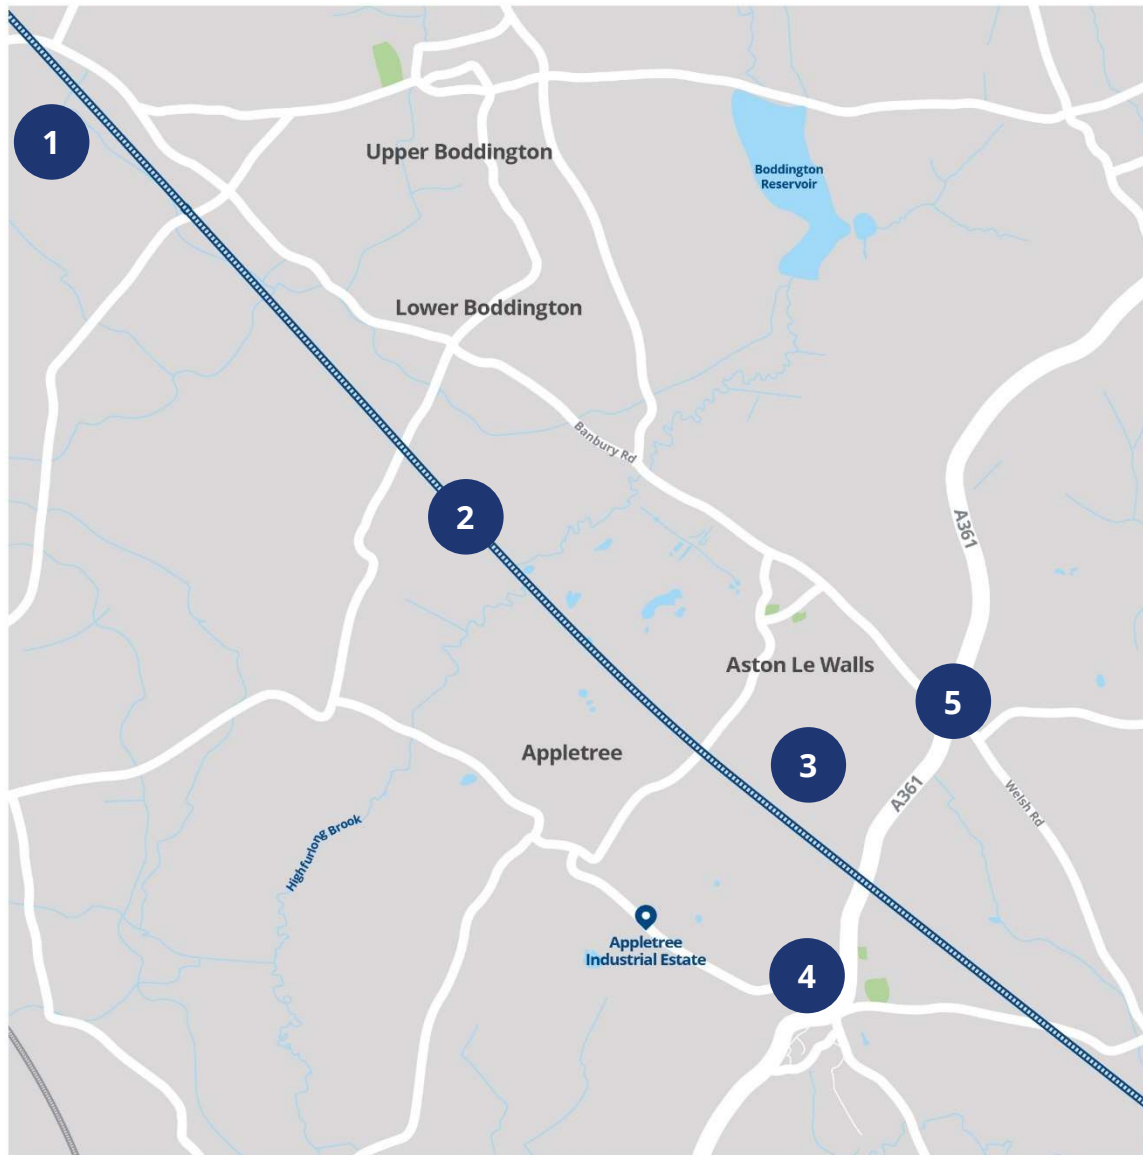 1
Upper Boddington
Boddington
Reservoir
Lower Boddington
Banbury Rd
2
A361
Aston Le Walls
5
Appletree
3
A361
Welsh Rd
Highfurlong Brook
Appletree
Industrial Estate
4